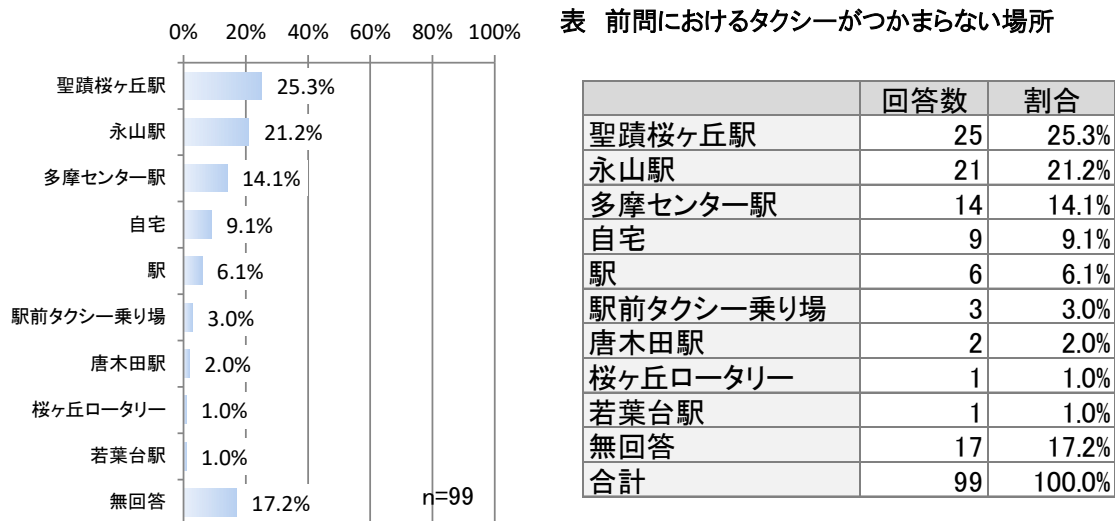 0% 20% 40% 60% 80% 100%
聖蹟桜ヶ丘駅 25.3%
永山駅 21.2%
多摩センター駅 14.1%
自宅 9.1%
駅 6.1%
駅前タクシー乗り場 3.0%
唐木田駅 2.0%
桜ヶ丘ロータリー 1.0%
若葉台駅 1.0%
無回答 17.2%
n=99
表 前問におけるタクシーがつかまらない場所
回答数 割合
聖蹟桜ヶ丘駅 25 25.3%
永山駅 21 21.2%
多摩センター駅 14 14.1%
自宅 9 9.1%
駅 6 6.1%
駅前タクシー乗り場 3 3.0%
唐木田駅 2 2.0%
桜ヶ丘ロータリー 1 1.0%
若葉台駅 1 1.0%
無回答 17 17.2%
合計 99 100.0%